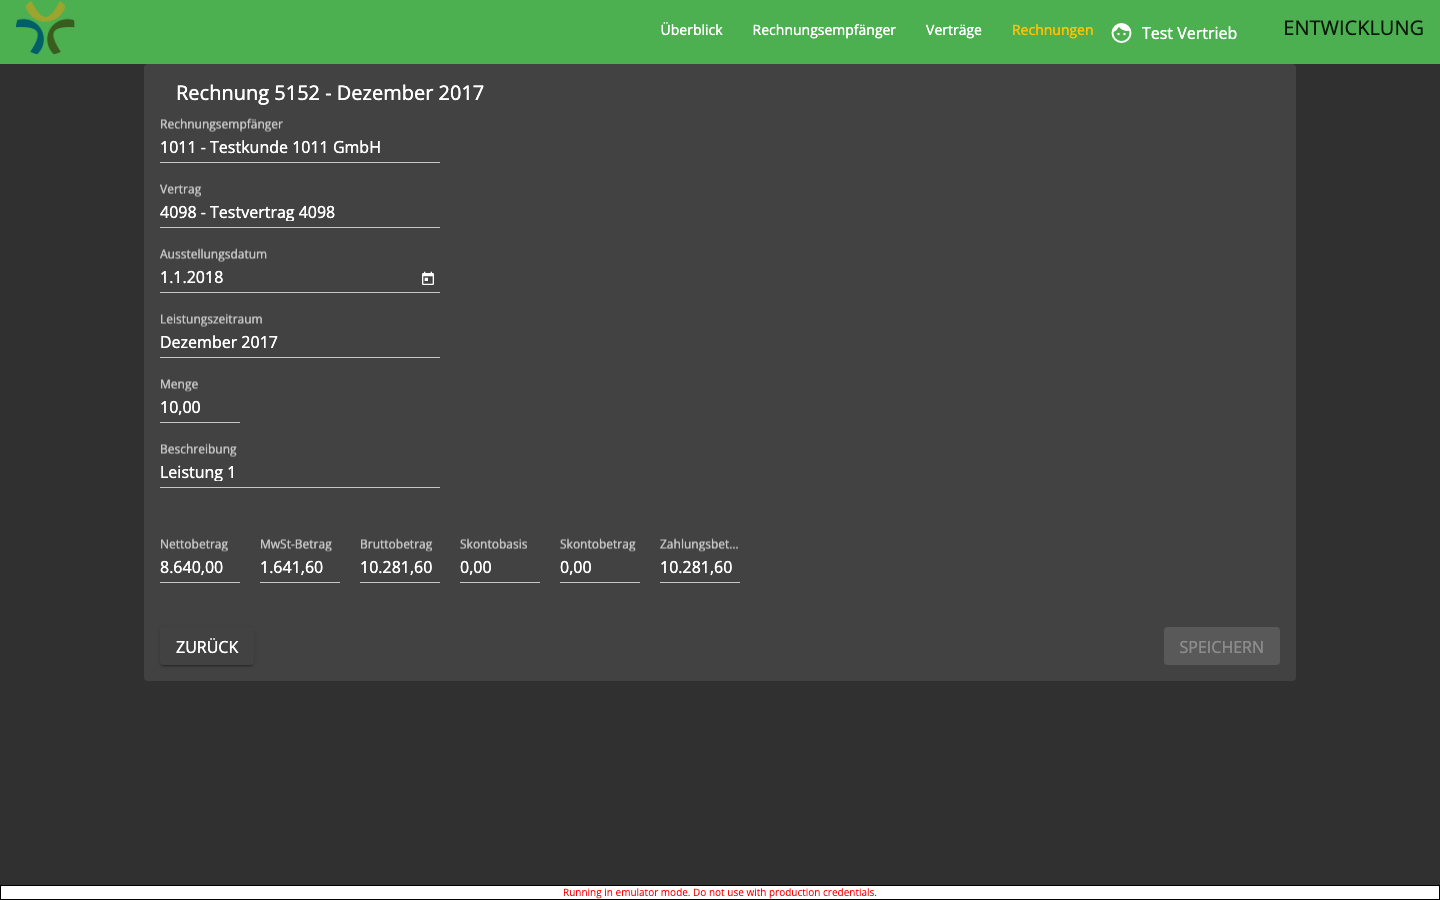 Überblick Rechnungsempfänger Verträge Rechnungen Test Vertrieb ENTWICKLUNG
Rechnung 5152 - Dezember 2017
Rechnungsempfänger
1011 - Testkunde 1011 GmbH
Vertrag
4098 - Testvertrag 4098
Ausstellungsdatum
1.1.2018
Leistungszeitraum
Dezember 2017
Menge
10,00
Beschreibung
Leistung 1
Nettobetrag MwSt-Betrag Bruttobetrag Skontobasis Skontobetrag Zahlungsbet...
8.640,00 1.641,60 10.281,60 0,00 0,00 10.281,60
ZURÜCK SPEICHERN
Running in emulator mode. Do not use with production credentials.